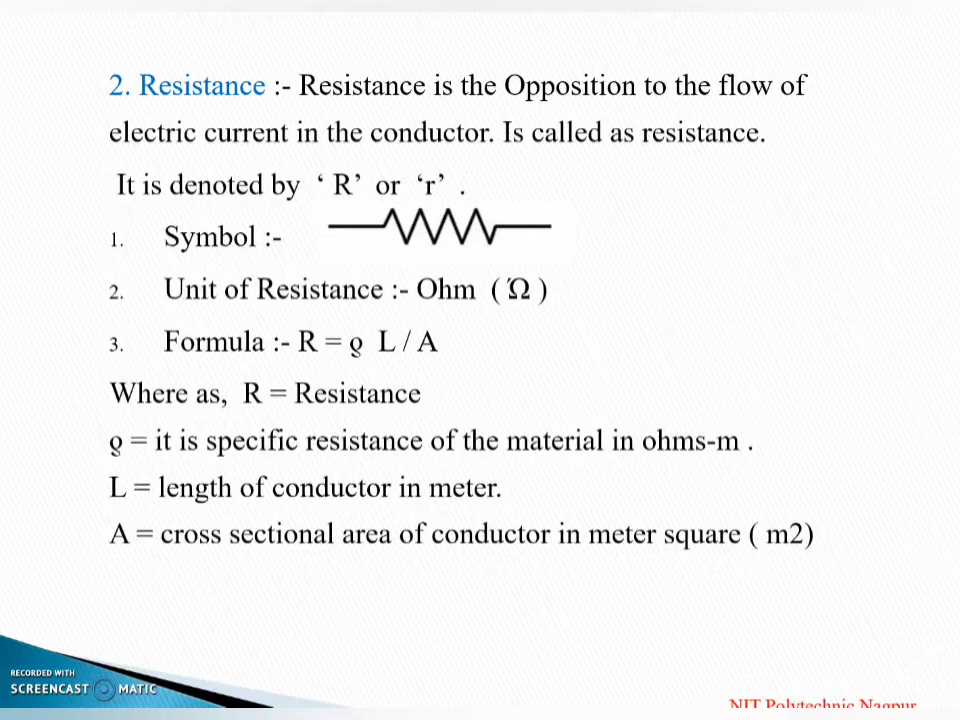 2. Resistance :- Resistance is the Opposition to the flow of
electric current in the conductor. Is called as resistance.
It is denoted by ‘ R’ or ‘r’ .
1. Symbol :-
2. Unit of Resistance :- Ohm ( Ώ )
3. Formula :- R = ƍ L / A
Where as, R = Resistance
ƍ = it is specific resistance of the material in ohms-m .
L = length of conductor in meter.
A = cross sectional area of conductor in meter square ( m2)
RECORDED WITH
SCREENCAST MATIC
NIT Polytechnic Nagpur